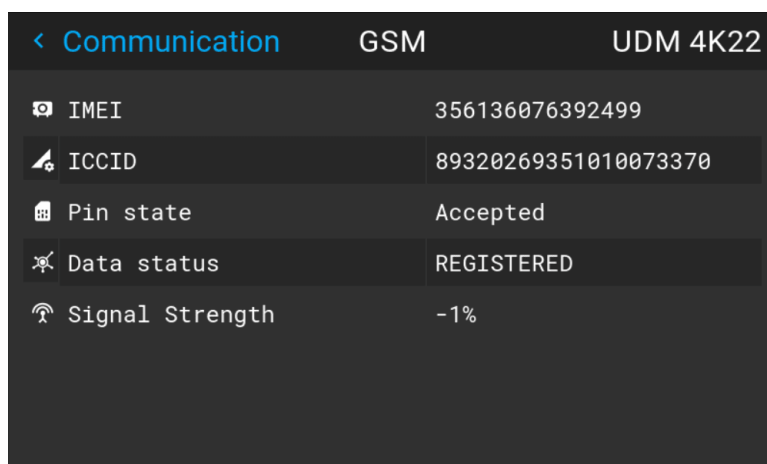 Communication GSM UDM 4K22
IMEI 356136076392499
ICCID 89320269351010073370
Pin state Accepted
Data status REGISTERED
Signal Strength -1%